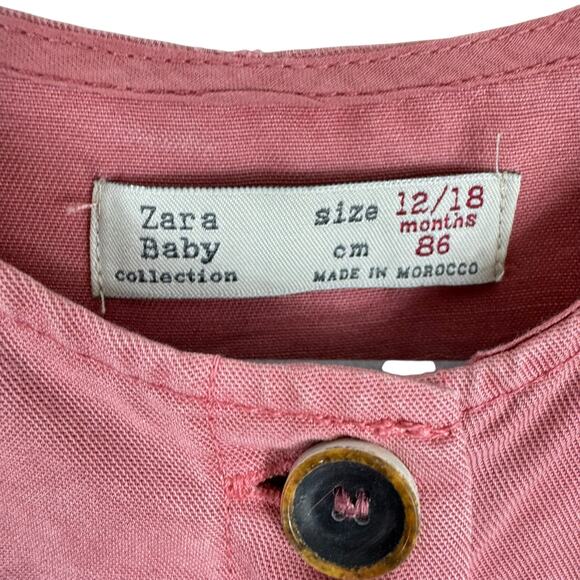 Zara
Baby
collection
size 12/18
months
cm 86
MADE IN MOROCCO